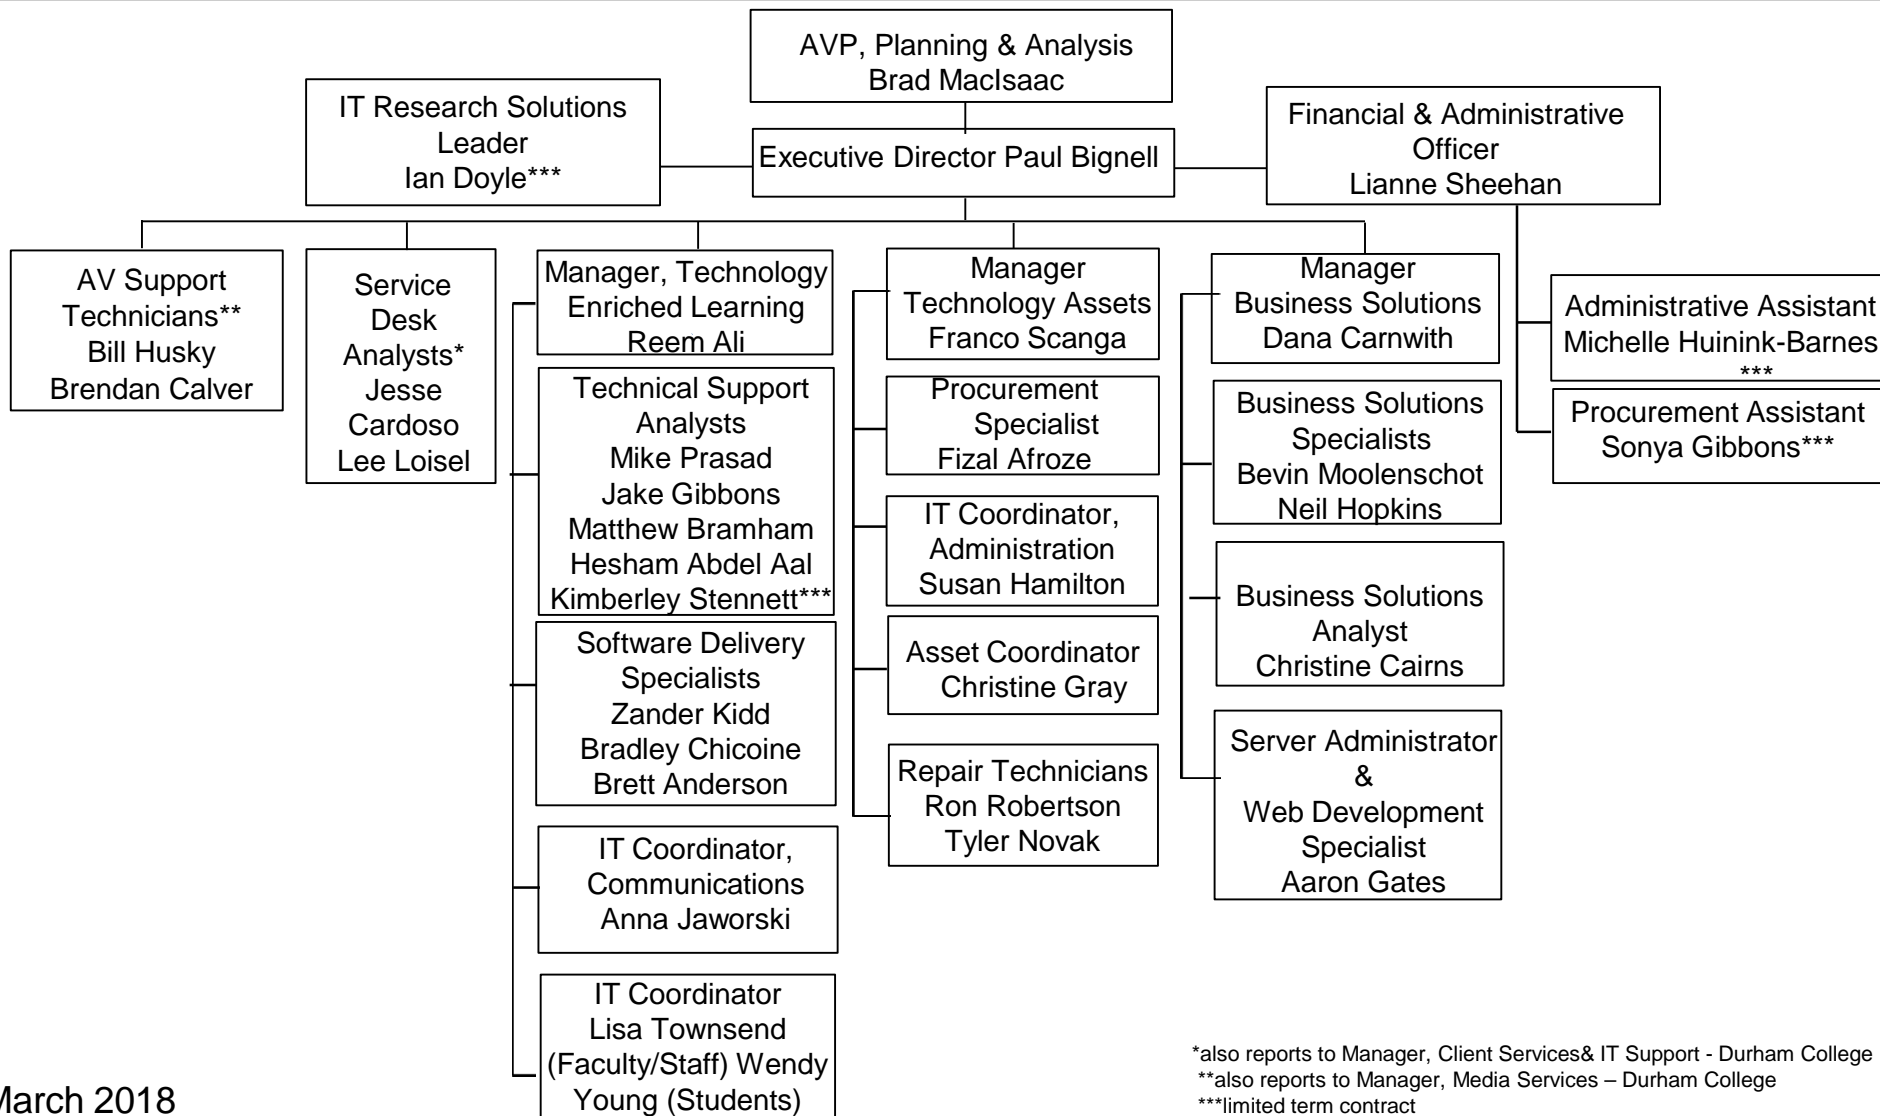 AVP, Planning & Analysis
Brad MacIsaac
IT Research Solutions
Leader
Ian Doyle***
Executive Director Paul Bignell
Financial & Administrative
Officer
Lianne Sheehan
AV Support
Technicians**
Bill Husky
Brendan Calver
Service
Desk
Analysts*
Jesse
Cardoso
Lee Loisel
Manager, Technology
Enriched Learning
Reem Ali
Technical Support
Analysts
Mike Prasad
Jake Gibbons
Matthew Bramham
Hesham Abdel Aal
Kimberley Stennett***
Software Delivery
Specialists
Zander Kidd
Bradley Chicoine
Brett Anderson
IT Coordinator,
Communications
Anna Jaworski
IT Coordinator
Lisa Townsend
(Faculty/Staff) Wendy
Young (Students)
Manager
Technology Assets
Franco Scanga
Procurement
Specialist
Fizal Afroze
IT Coordinator,
Administration
Susan Hamilton
Asset Coordinator
Christine Gray
Repair Technicians
Ron Robertson
Tyler Novak
Manager
Business Solutions
Dana Carnwith
Business Solutions
Specialists
Bevin Moolenschot
Neil Hopkins
Business Solutions
Analyst
Christine Cairns
Server Administrator
&
Web Development
Specialist
Aaron Gates
Administrative Assistant
Michelle Huinink-Barnes
***
Procurement Assistant
Sonya Gibbons***
*also reports to Manager, Client Services& IT Support - Durham College
**also reports to Manager, Media Services – Durham College
***limited term contract
March 2018